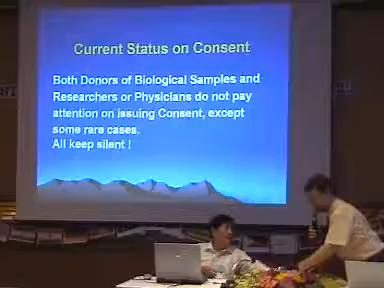 Current Status on Consent
Both Donors of Biological Samples and
Researchers or Physicians do not pay
attention on issuing Consent, except
some rare cases.
All keep silent !